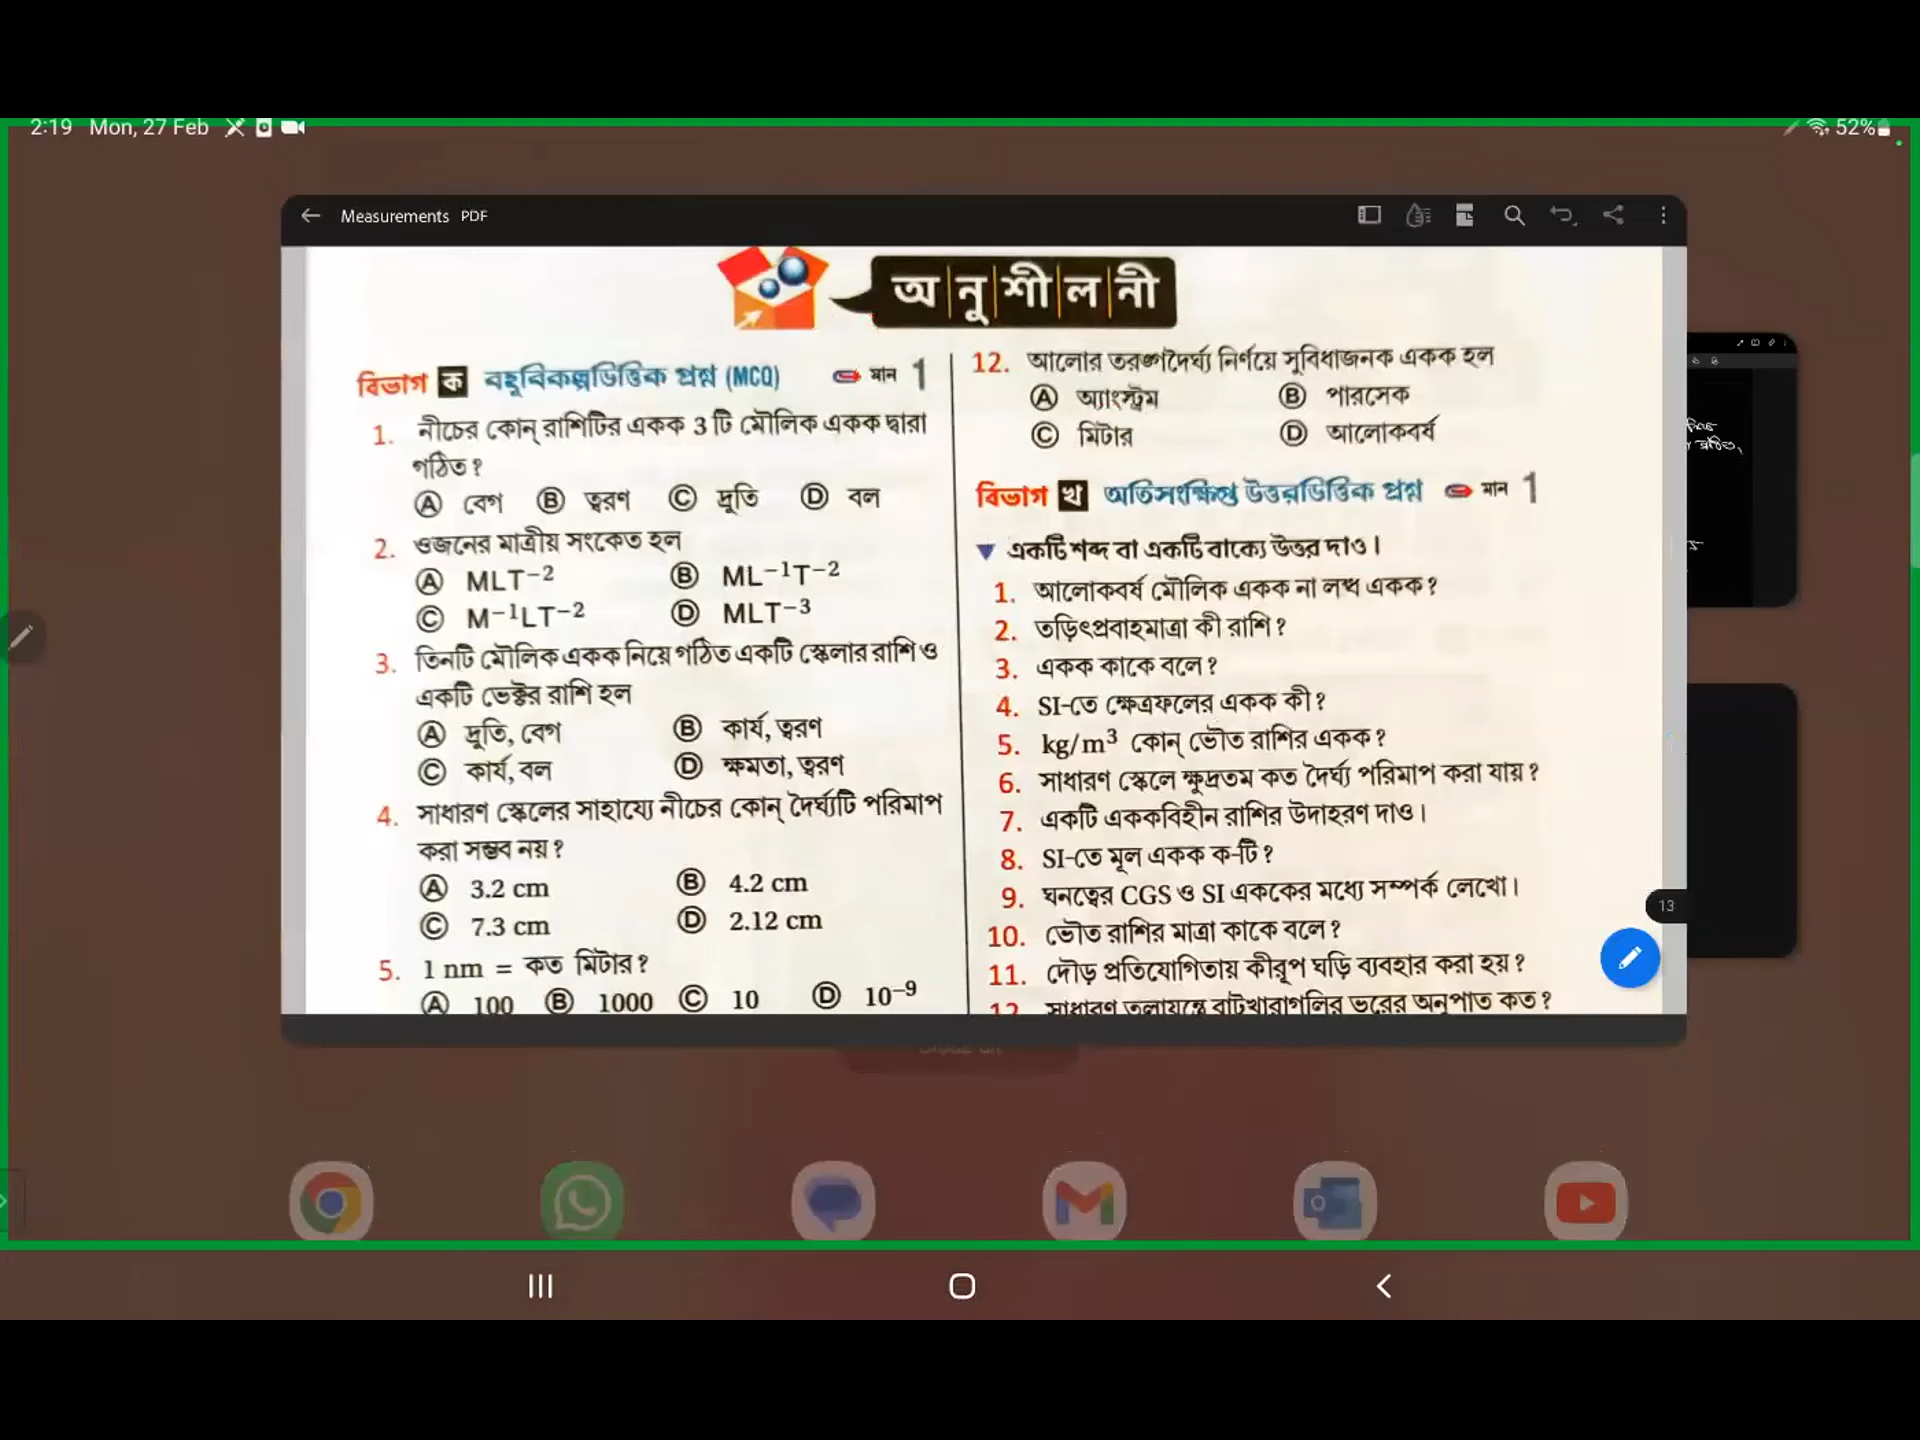 2:19 Mon, 27 Feb
52%
Measurements PDF
অনুশীলনী
বিভাগ ক বহুবিকল্পভিত্তিক প্রশ্ন (MCQ) মান 1
1. নীচের কোন্ রাশিটির একক 3 টি মৌলিক একক দ্বারা
গঠিত?
A বেগ B ত্বরণ C দ্রুতি D বল
2. ওজনের মাত্রীয় সংকেত হল
A MLT⁻² B ML⁻¹T⁻²
C M⁻¹LT⁻² D MLT⁻³
3. তিনটি মৌলিক একক নিয়ে গঠিত একটি স্কেলার রাশি ও
একটি ভেক্টর রাশি হল
A দ্রুতি, বেগ B কার্য, ত্বরণ
C কার্য, বল D ক্ষমতা, ত্বরণ
4. সাধারণ স্কেলের সাহায্যে নীচের কোন্ দৈর্ঘ্যটি পরিমাপ
করা সম্ভব নয়?
A 3.2 cm B 4.2 cm
C 7.3 cm D 2.12 cm
5. 1 nm = কত মিটার?
A 100 B 1000 C 10 D 10⁻⁹
12. আলোর তরঙ্গদৈর্ঘ্য নির্ণয়ে সুবিধাজনক একক হল
A অ্যাংস্ট্রম B পারসেক
C মিটার D আলোকবর্ষ
বিভাগ খ অতিসংক্ষিপ্ত উত্তরভিত্তিক প্রশ্ন মান 1
▼ একটি শব্দ বা একটি বাক্যে উত্তর দাও।
1. আলোকবর্ষ মৌলিক একক না লব্ধ একক?
2. তড়িৎপ্রবাহমাত্রা কী রাশি?
3. একক কাকে বলে?
4. SI-তে ক্ষেত্রফলের একক কী?
5. kg/m³ কোন্ ভৌত রাশির একক?
6. সাধারণ স্কেলে ক্ষুদ্রতম কত দৈর্ঘ্য পরিমাপ করা যায়?
7. একটি এককবিহীন রাশির উদাহরণ দাও।
8. SI-তে মূল একক ক-টি?
9. ঘনত্বের CGS ও SI এককের মধ্যে সম্পর্ক লেখো।
10. ভৌত রাশির মাত্রা কাকে বলে?
11. দৌড় প্রতিযোগিতায় কীরূপ ঘড়ি ব্যবহার করা হয়?
12. সাধারণ তুলাযন্ত্রে বাটখারাগুলির ভরের অনুপাত কত?
13